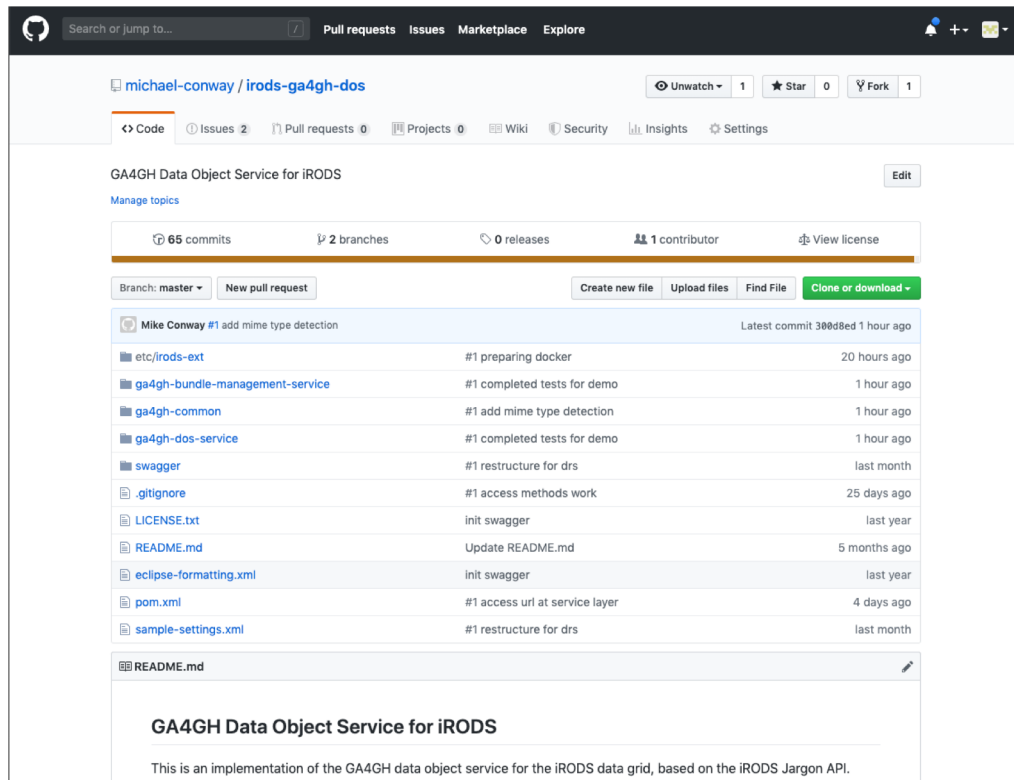 Search or jump to... / Pull requests Issues Marketplace Explore
michael-conway / irods-ga4gh-dos Unwatch 1 Star 0 Fork 1
<> Code Issues 2 Pull requests 0 Projects 0 Wiki Security Insights Settings
GA4GH Data Object Service for iRODS Edit
Manage topics
65 commits 2 branches 0 releases 1 contributor View license
Branch: master New pull request Create new file Upload files Find File Clone or download
Mike Conway #1 add mime type detection Latest commit 300d8ed 1 hour ago
etc/irods-ext #1 preparing docker 20 hours ago
ga4gh-bundle-management-service #1 completed tests for demo 1 hour ago
ga4gh-common #1 add mime type detection 1 hour ago
ga4gh-dos-service #1 completed tests for demo 1 hour ago
swagger #1 restructure for drs last month
.gitignore #1 access methods work 25 days ago
LICENSE.txt init swagger last year
README.md Update README.md 5 months ago
eclipse-formatting.xml init swagger last year
pom.xml #1 access url at service layer 4 days ago
sample-settings.xml #1 restructure for drs last month
README.md
GA4GH Data Object Service for iRODS
This is an implementation of the GA4GH data object service for the iRODS data grid, based on the iRODS Jargon API.